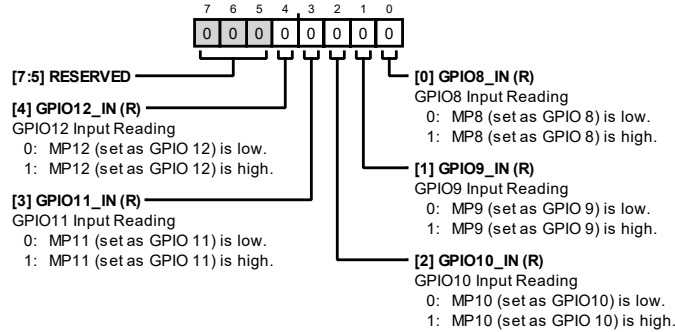 7 6 5 4 3 2 1 0
0 0 0 0 0 0 0 0
[7:5] RESERVED
[4] GPIO12_IN (R)
GPIO12 Input Reading
0: MP12 (set as GPIO 12) is low.
1: MP12 (set as GPIO 12) is high.
[3] GPIO11_IN (R)
GPIO11 Input Reading
0: MP11 (set as GPIO 11) is low.
1: MP11 (set as GPIO 11) is high.
[0] GPIO8_IN (R)
GPIO8 Input Reading
0: MP8 (set as GPIO 8) is low.
1: MP8 (set as GPIO 8) is high.
[1] GPIO9_IN (R)
GPIO9 Input Reading
0: MP9 (set as GPIO 9) is low.
1: MP9 (set as GPIO 9) is high.
[2] GPIO10_IN (R)
GPIO10 Input Reading
0: MP10 (set as GPIO10) is low.
1: MP10 (set as GPIO 10) is high.